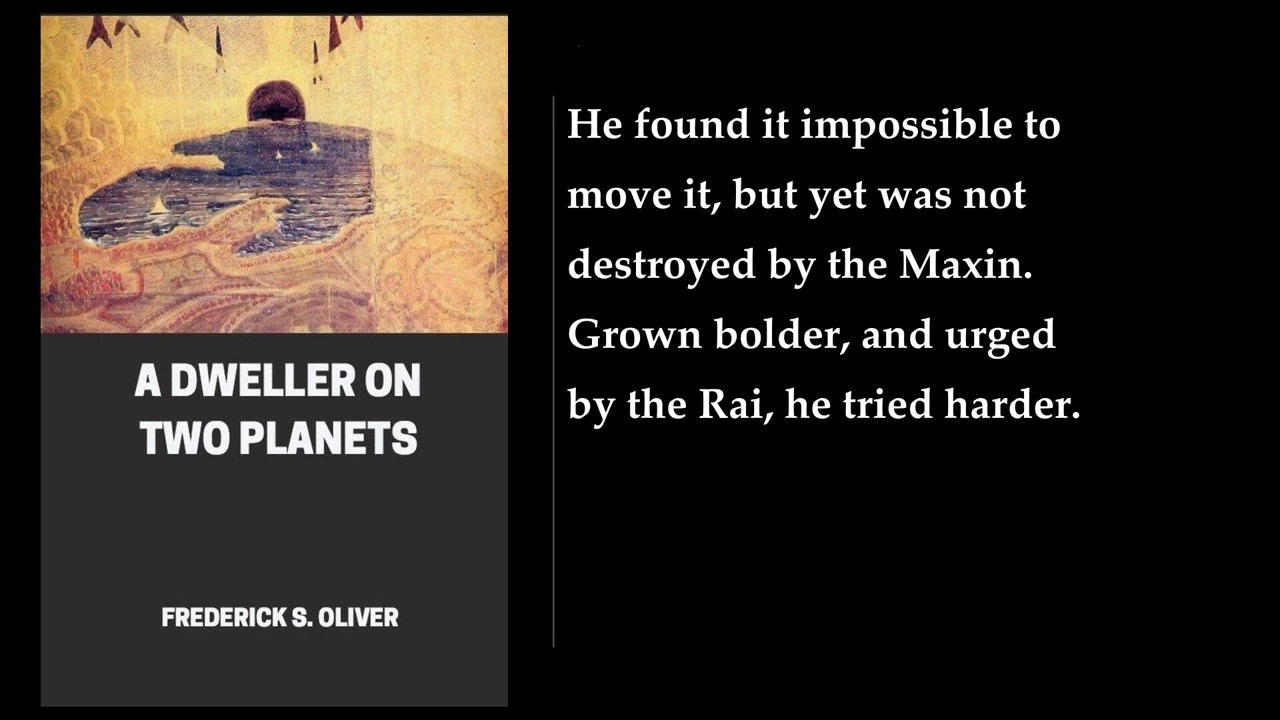 A DWELLER ON
TWO PLANETS
FREDERICK S. OLIVER
He found it impossible to
move it, but yet was not
destroyed by the Maxin.
Grown bolder, and urged
by the Rai, he tried harder.